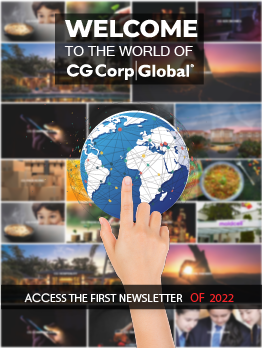 WELCOME
TO THE WORLD OF
CG Corp|Global
ACCESS THE FIRST NEWSLETTER OF 2022